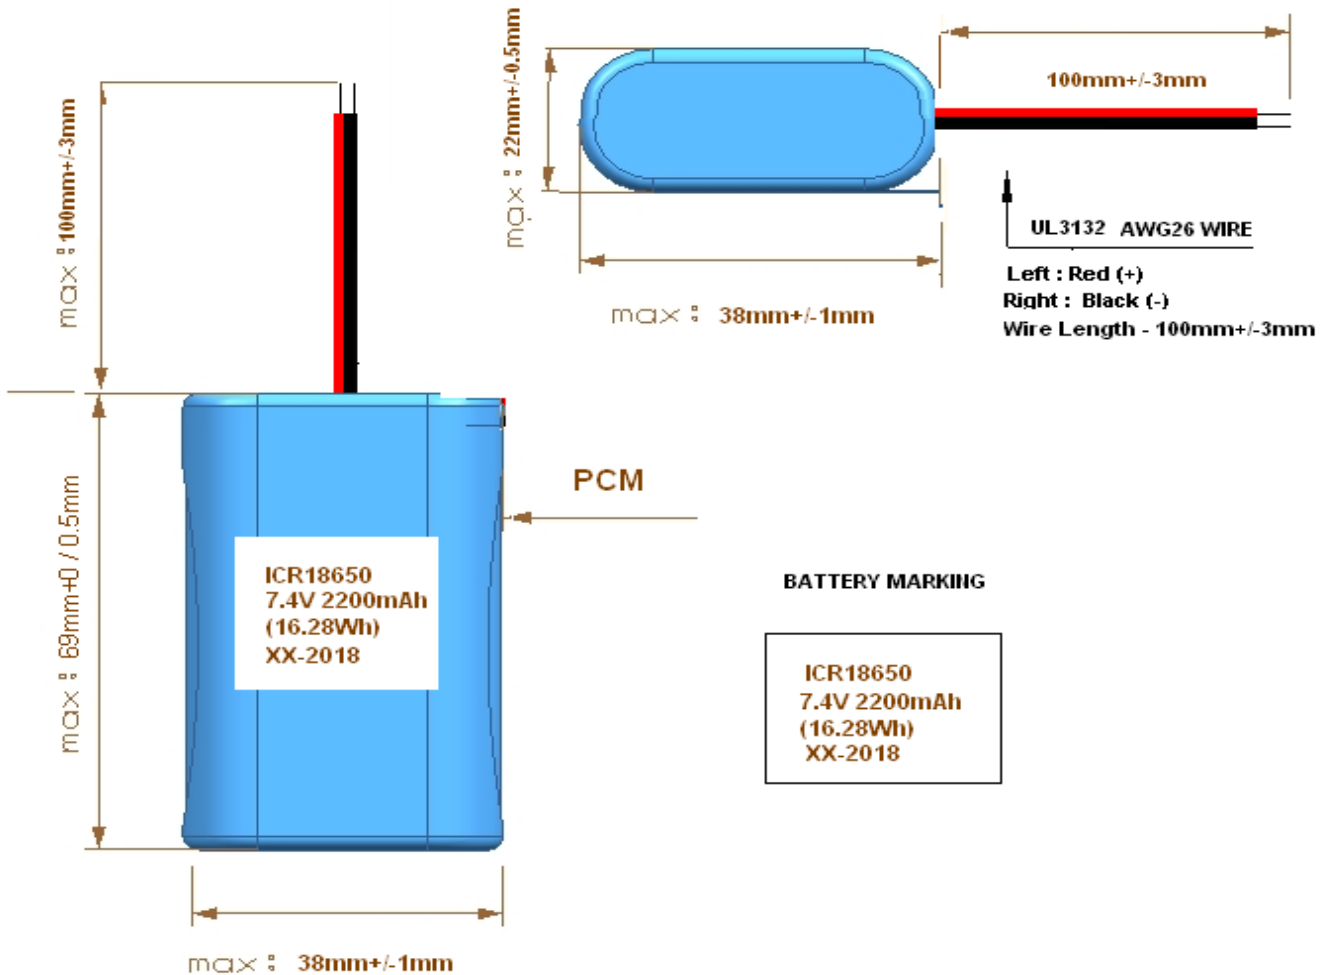 max : 100mm+/-3mm
max : 22mm+/-0.5mm
100mm+/-3mm
UL3132 AWG26 WIRE
Left : Red (+)
Right : Black (-)
Wire Length - 100mm+/-3mm
max : 38mm+/-1mm
max : 69mm+0 / 0.5mm
PCM
ICR18650
7.4V 2200mAh
(16.28Wh)
XX-2018
BATTERY MARKING
ICR18650
7.4V 2200mAh
(16.28Wh)
XX-2018
max : 38mm+/-1mm